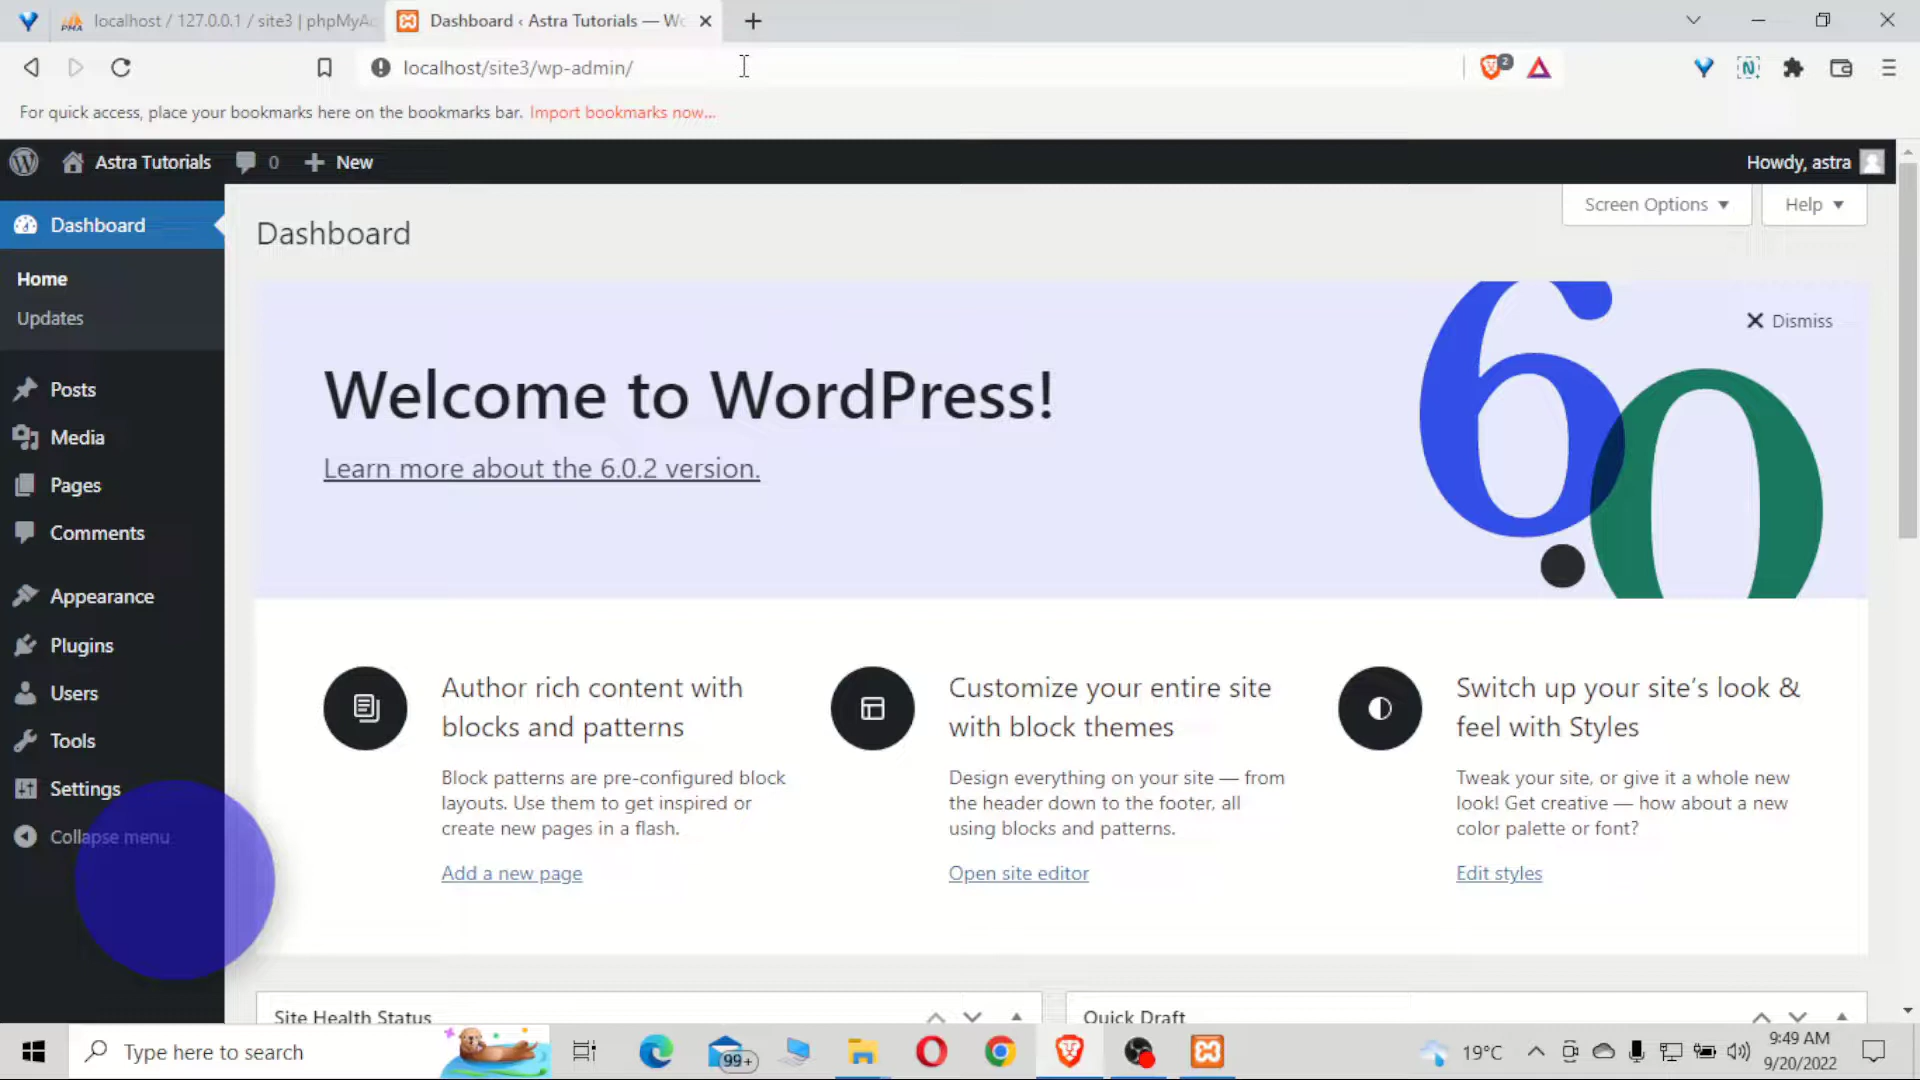 localhost / 127.0.0.1 / site3 | phpMyAd
Dashboard ‹ Astra Tutorials — Wo
localhost/site3/wp-admin/
2
For quick access, place your bookmarks here on the bookmarks bar. Import bookmarks now...
Astra Tutorials
0
New
Howdy, astra
Screen Options
Help
Dashboard
Home
Updates
Posts
Media
Pages
Comments
Appearance
Plugins
Users
Tools
Settings
Collapse menu
Dashboard
Dismiss
Welcome to WordPress!
Learn more about the 6.0.2 version.
6.0
Author rich content with
blocks and patterns
Block patterns are pre-configured block
layouts. Use them to get inspired or
create new pages in a flash.
Add a new page
Customize your entire site
with block themes
Design everything on your site — from
the header down to the footer, all
using blocks and patterns.
Open site editor
Switch up your site's look &
feel with Styles
Tweak your site, or give it a whole new
look! Get creative — how about a new
color palette or font?
Edit styles
Site Health Status
Quick Draft
Type here to search
99+
19°C
9:49 AM
9/20/2022